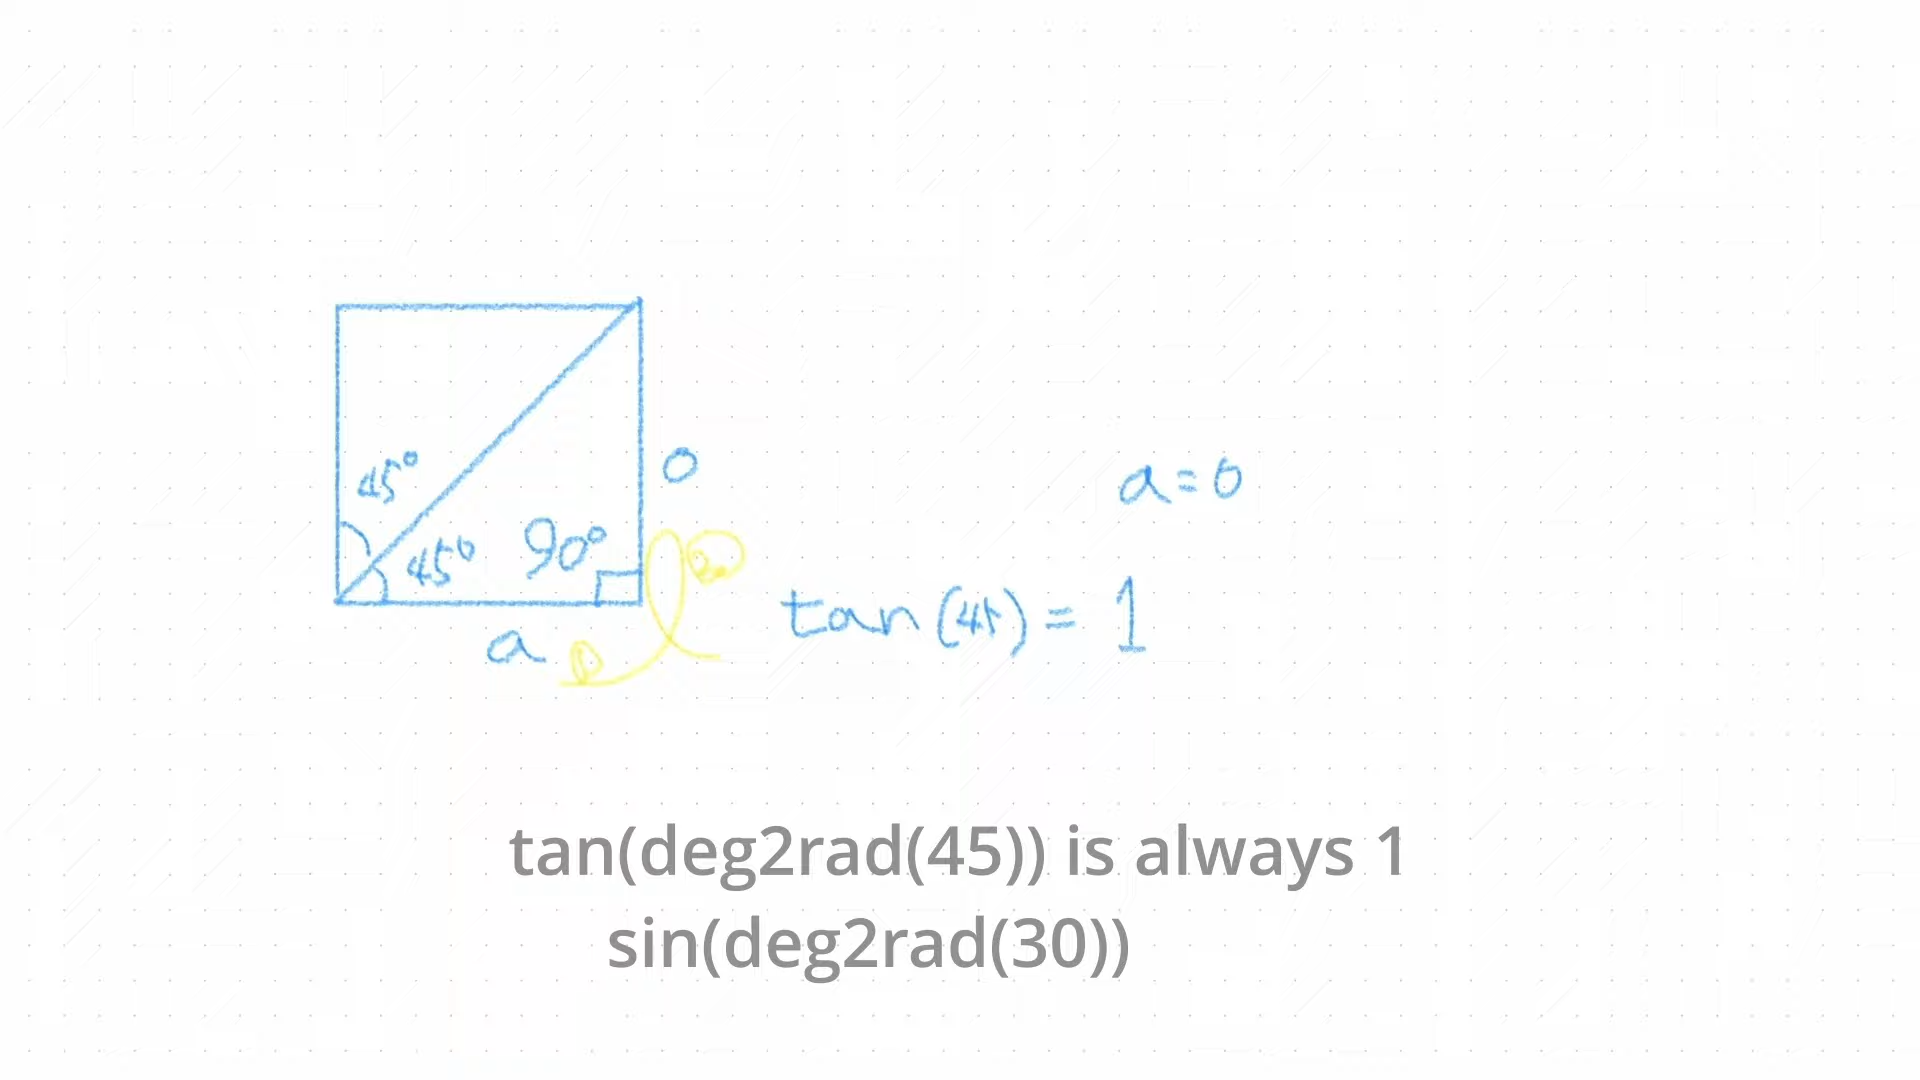 45°
45°
90°
o
a
a=o
tan(45)= 1
tan(deg2rad(45)) is always 1
sin(deg2rad(30))